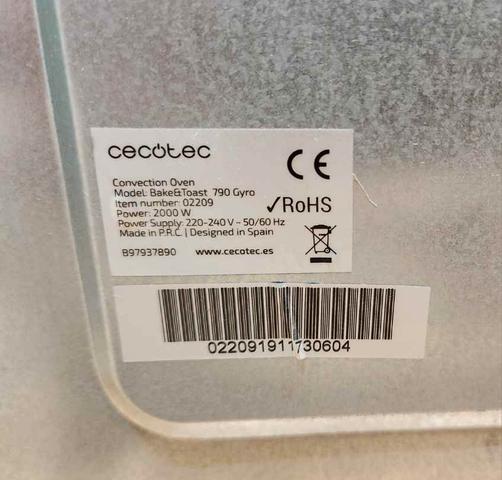 cecotec
CE
Convection Oven
Model: Bake&Toast 790 Gyro
Item number: 02209
Power: 2000 W
Power Supply: 220-240 V ~ 50/60 Hz
Made in P.R.C. | Designed in Spain
✓RoHS
B97937890 www.cecotec.es
022091911730604